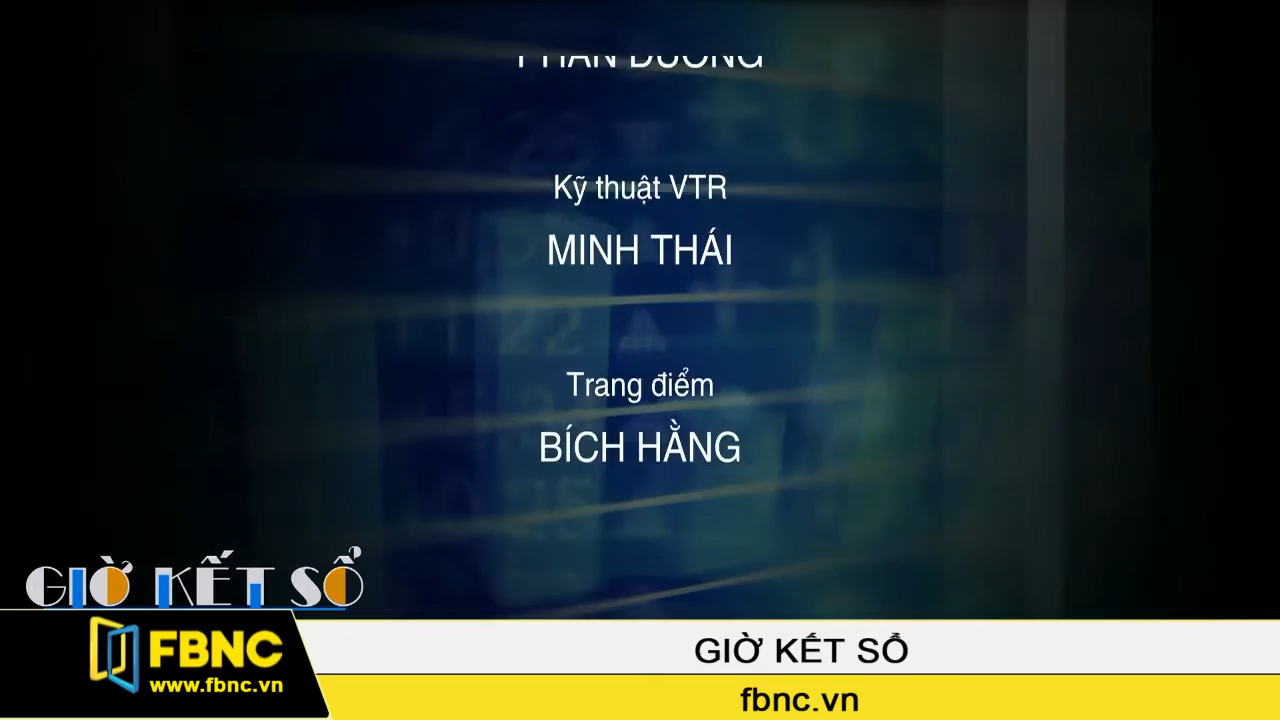 Kỹ thuật VTR
MINH THÁI
Trang điểm
BÍCH HẰNG
GIỜ KẾT SỔ
FBNC
www.fbnc.vn
GIỜ KẾT SỔ
fbnc.vn